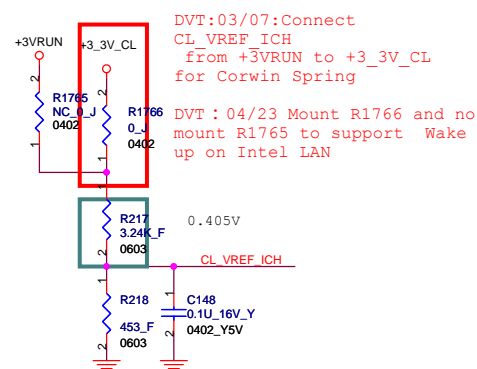 DVT:03/07:Connect
CL_VREF_ICH
from +3VRUN to +3_3V_CL
for Corwin Spring
DVT：04/23 Mount R1766 and no
mount R1765 to support Wake
up on Intel LAN
+3VRUN
+3_3V_CL
2
R1765
NC_0_J
0402
1
2
R1766
0_J
0402
1
1
R217
3.24K_F
0603
2
0.405V
CL_VREF_ICH
1
R218
453_F
0603
2
1
C148
0.1U_16V_Y
0402_Y5V
2